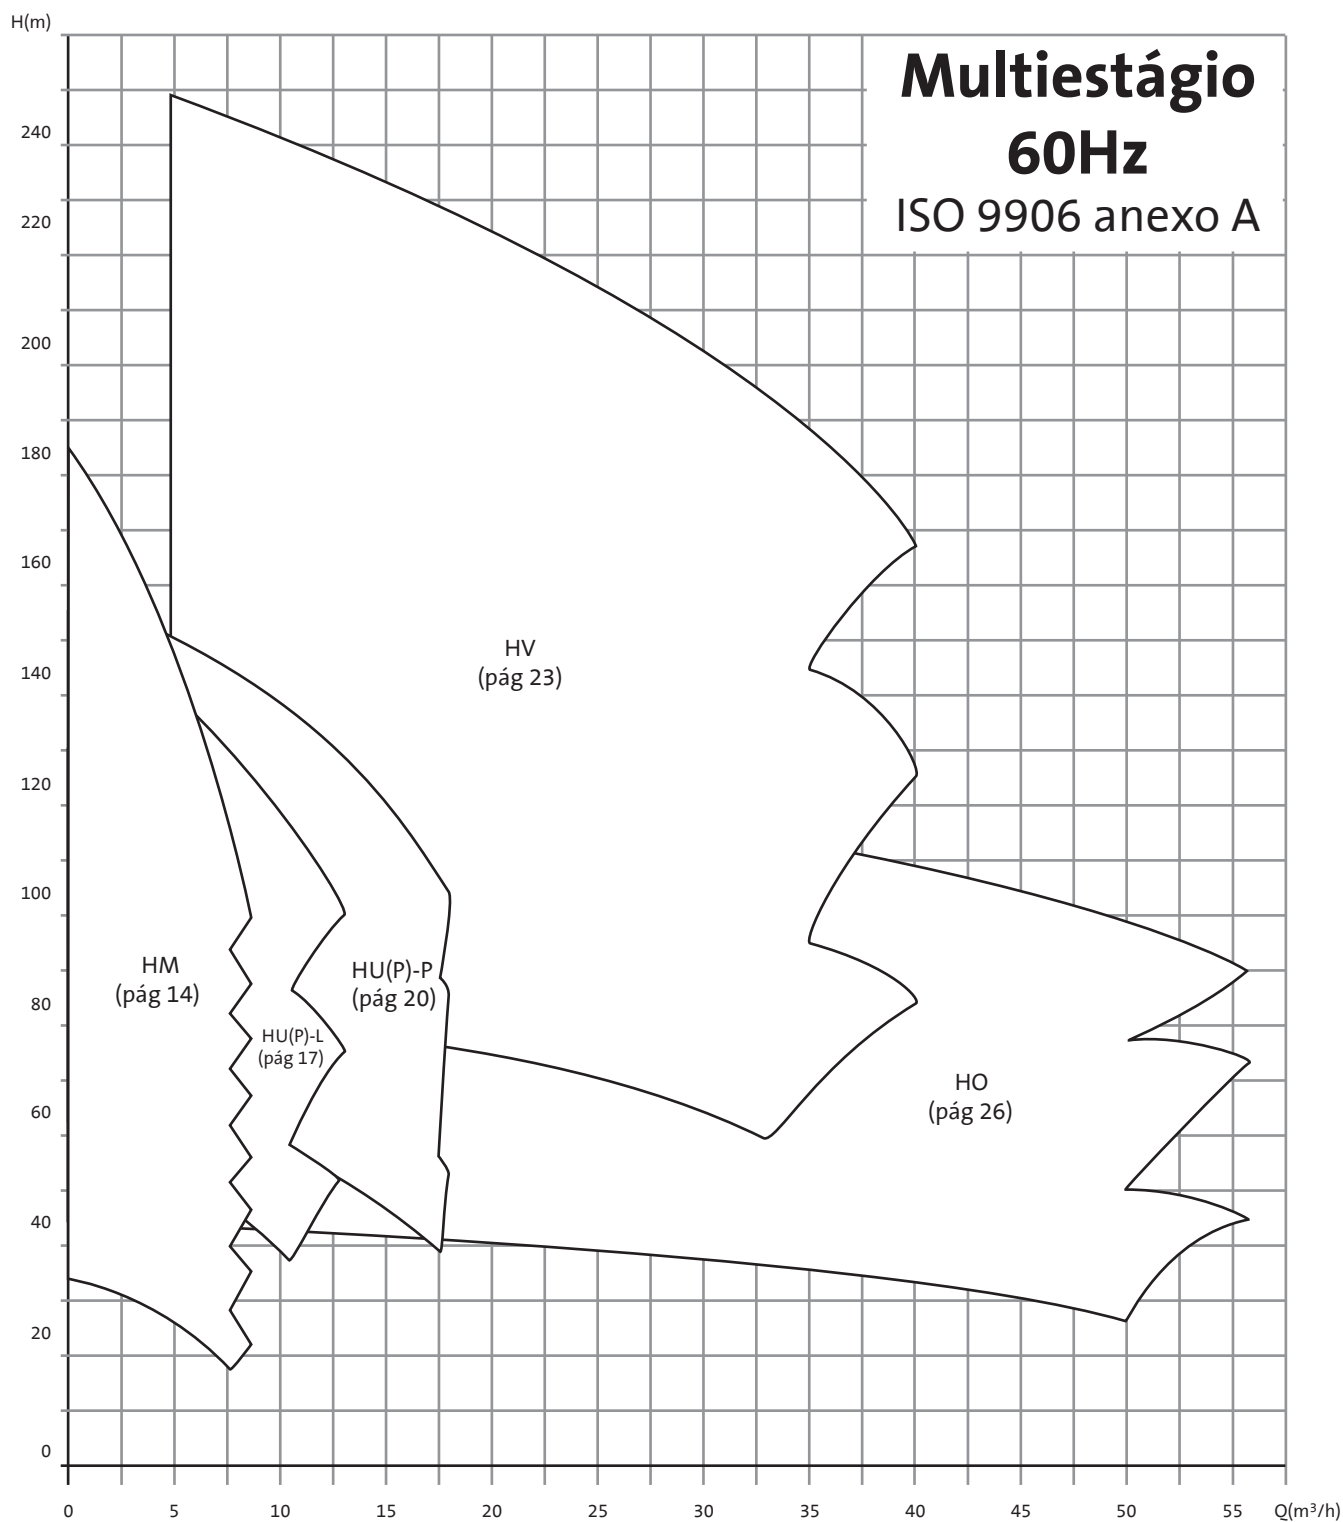 H(m)
Multiestágio
60Hz
ISO 9906 anexo A
240
220
200
180
160
140
120
100
80
60
40
20
0
HV
(pág 23)
HM
(pág 14)
HU(P)-P
(pág 20)
HU(P)-L
(pág 17)
HO
(pág 26)
0 5 10 15 20 25 30 35 40 45 50 55 Q(m³/h)